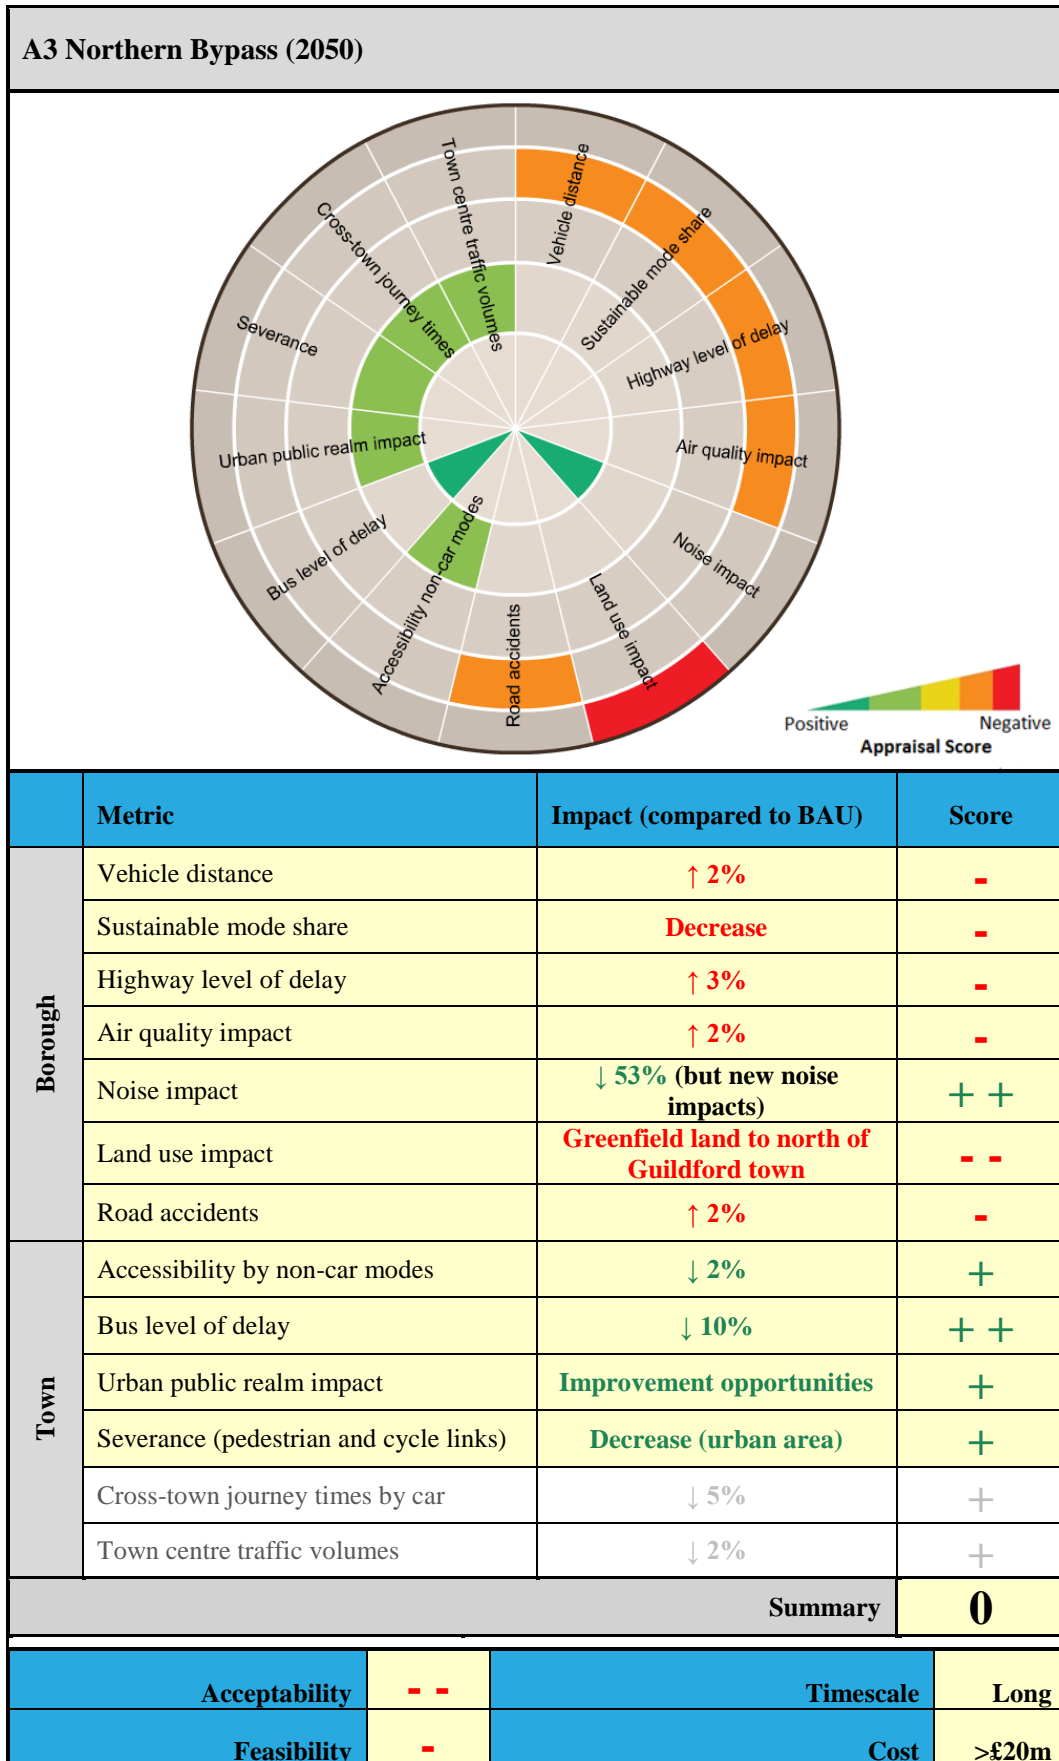 A3 Northern Bypass (2050)
Town centre traffic volumes
Vehicle distance
Cross-town journey times
Sustainable mode share
Severance
Highway level of delay
Urban public realm impact
Air quality impact
Bus level of delay
Noise impact
Accessibility non-car modes
Land use impact
Road accidents
Positive
Negative
Appraisal Score
Metric
Impact (compared to BAU)
Score
Borough
Vehicle distance
↑ 2%
-
Sustainable mode share
Decrease
-
Highway level of delay
↑ 3%
-
Air quality impact
↑ 2%
-
Noise impact
↓ 53% (but new noise
impacts)
+ +
Land use impact
Greenfield land to north of
Guildford town
- -
Road accidents
↑ 2%
-
Town
Accessibility by non-car modes
↓ 2%
+
Bus level of delay
↓ 10%
+ +
Urban public realm impact
Improvement opportunities
+
Severance (pedestrian and cycle links)
Decrease (urban area)
+
Cross-town journey times by car
↓ 5%
+
Town centre traffic volumes
↓ 2%
+
Summary
0
Acceptability
- -
Timescale
Long
Feasibility
-
Cost
>£20m